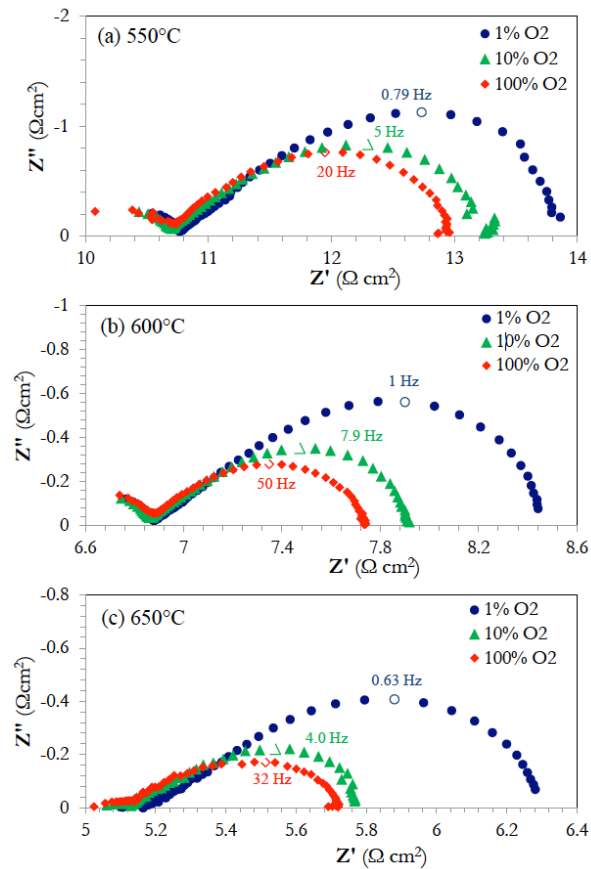 (a) 550°C
1% O2
10% O2
100% O2
0.79 Hz
5 Hz
20 Hz
Z'' (Ωcm²)
-2
-1
0
10 11 12 13 14
Z' (Ω cm²)
(b) 600°C
1% O2
10% O2
100% O2
1 Hz
7.9 Hz
50 Hz
Z'' (Ωcm²)
-1
-0.8
-0.6
-0.4
-0.2
0
6.6 7 7.4 7.8 8.2 8.6
Z' (Ω cm²)
(c) 650°C
1% O2
10% O2
100% O2
0.63 Hz
4.0 Hz
32 Hz
Z'' (Ωcm²)
-0.8
-0.6
-0.4
-0.2
0
5 5.2 5.4 5.6 5.8 6 6.2 6.4
Z' (Ω cm²)